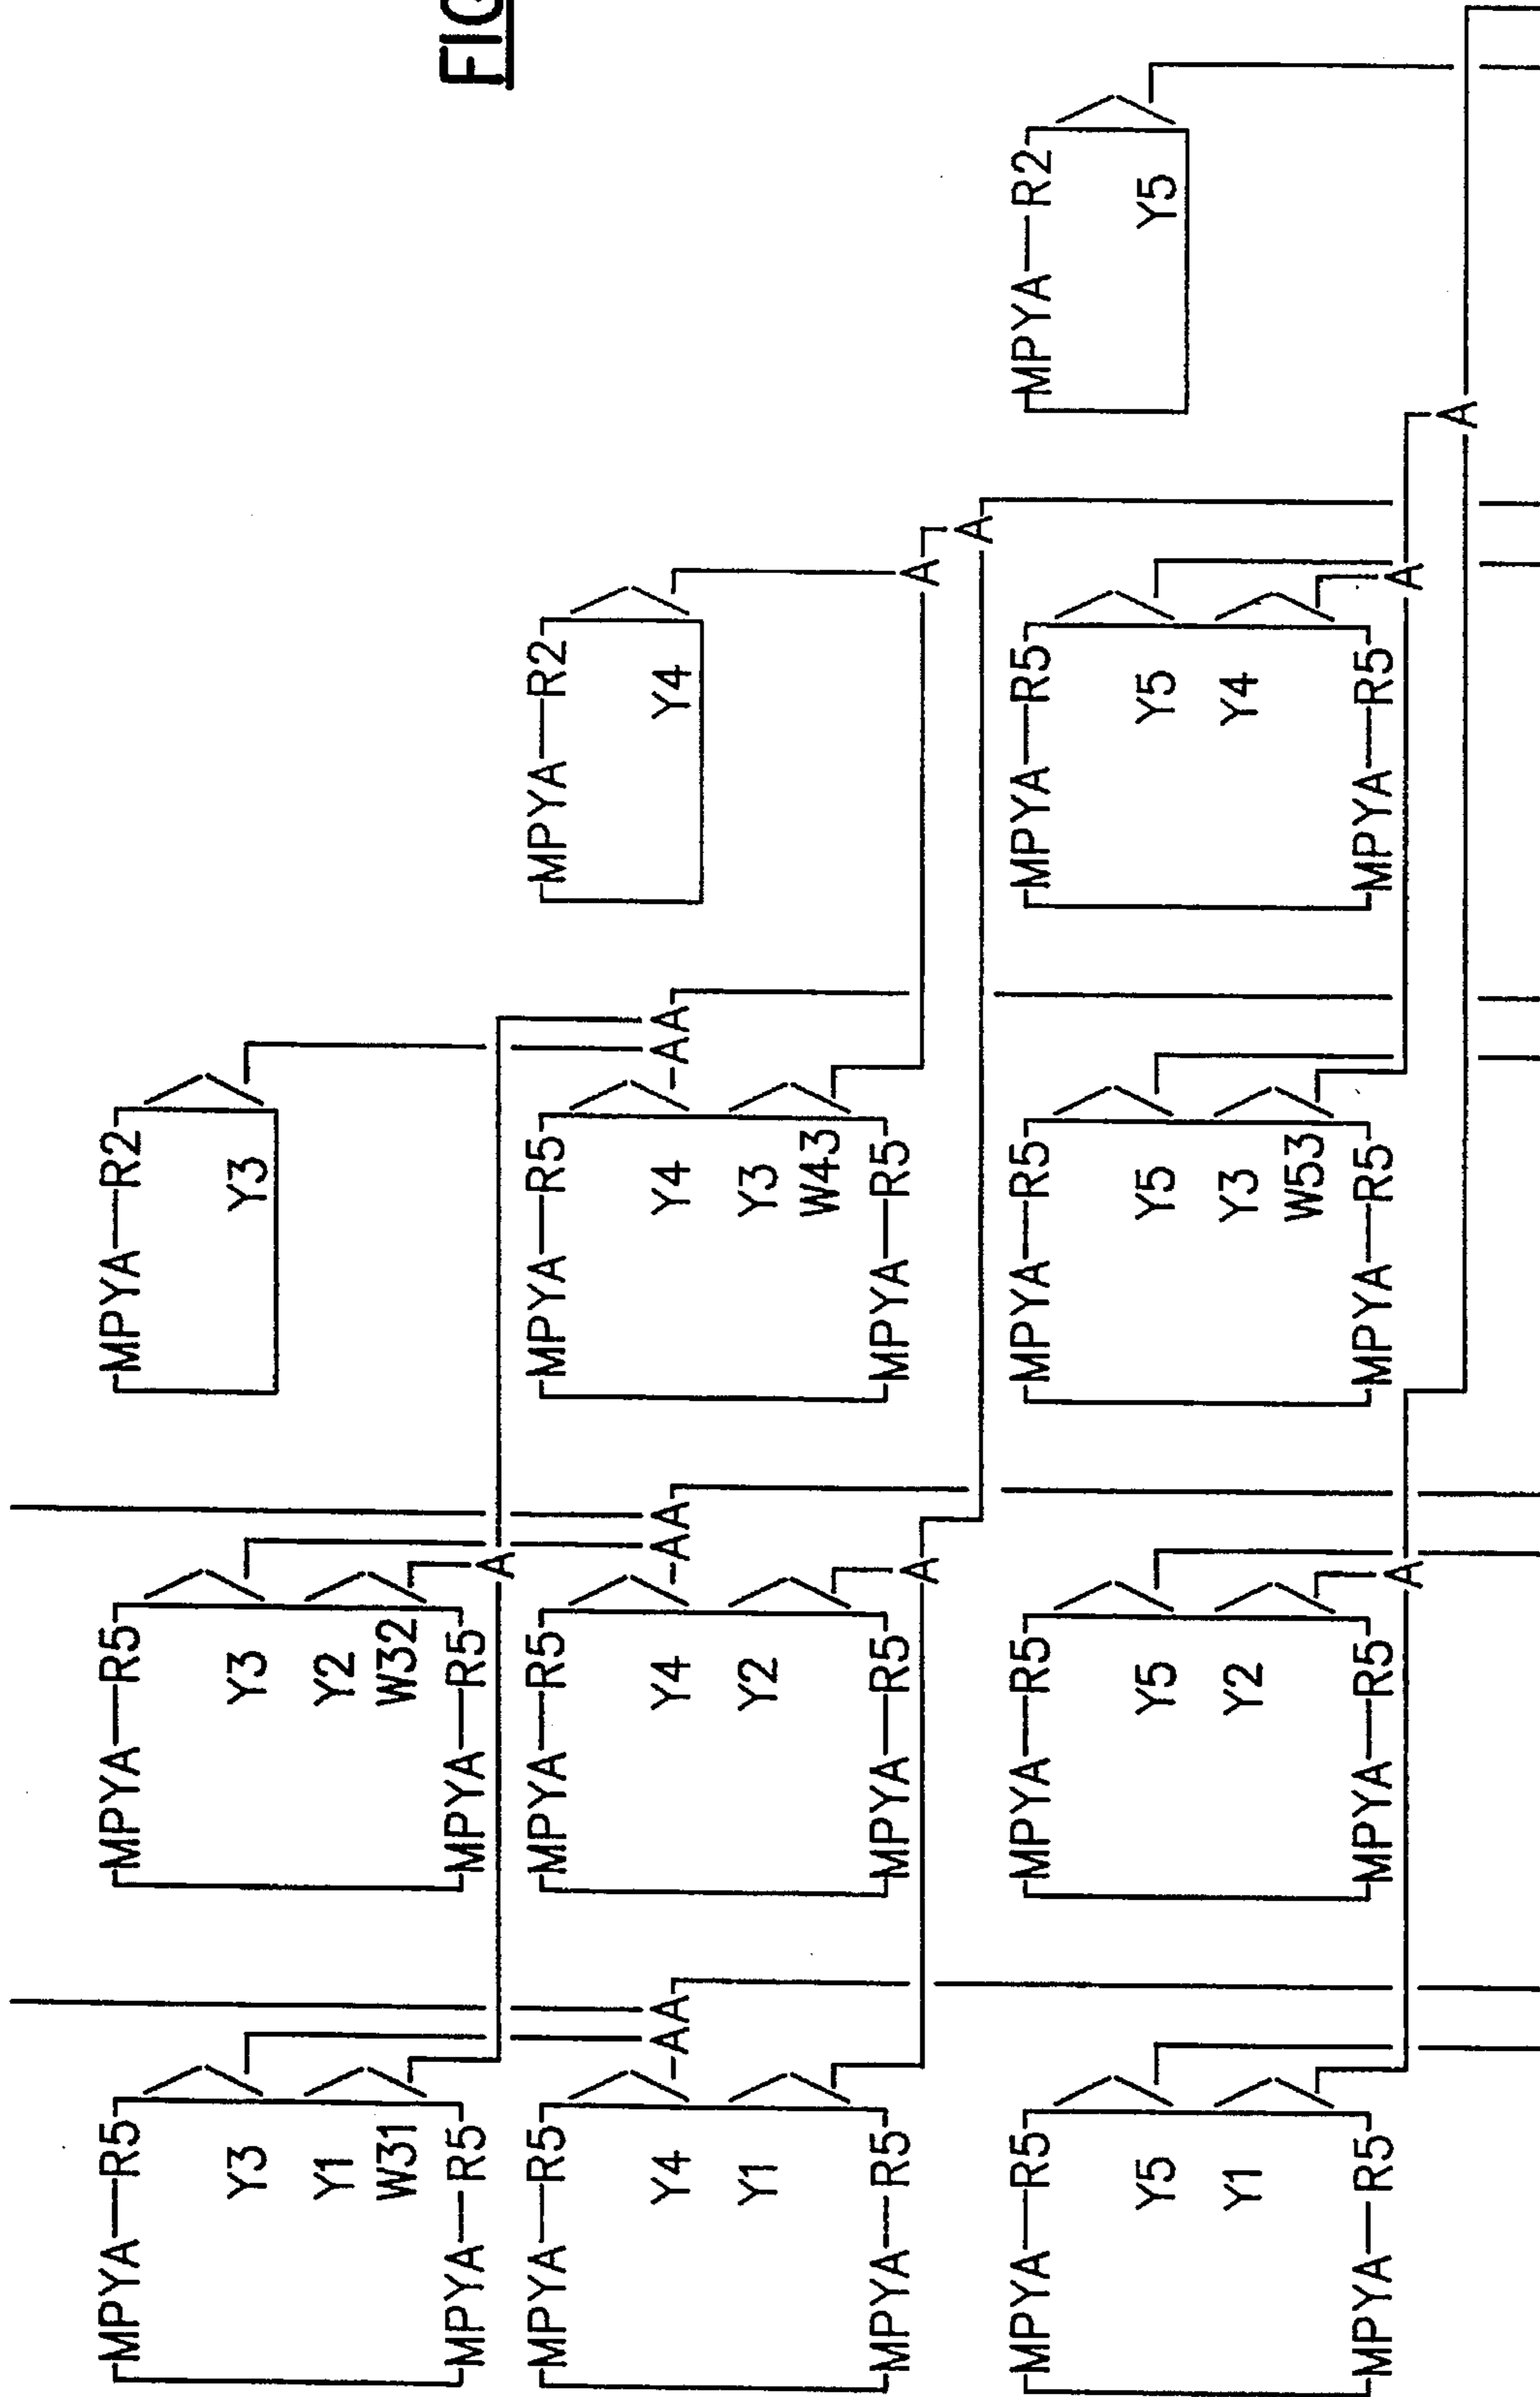 MPYA—R5 MPYA—R5 MPYA—R2
Y3 Y3 Y3
Y1 Y2
W31 W32
MPYA—R5 MPYA—R5
FIG
A
MPYA—R5 MPYA—R5 MPYA—R5 MPYA—R2
Y4 AA Y4 AA Y4 AA Y4
Y1 Y2 Y3
W43
MPYA—R5 MPYA—R5 MPYA—R5
A A
A
MPYA—R5 MPYA—R5 MPYA—R5 MPYA—R5 MPYA—R2
Y5 Y5 Y5 Y5 Y5
Y1 Y2 Y3 Y4
W53
MPYA—R5 MPYA—R5 MPYA—R5 MPYA—R5
A A
A